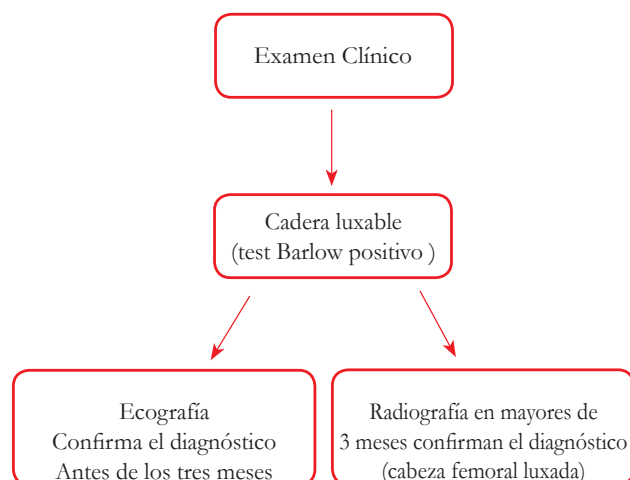 Examen Clínico
Cadera luxable
(test Barlow positivo )
Ecografía
Confirma el diagnóstico
Antes de los tres meses
Radiografía en mayores de
3 meses confirman el diagnóstico
(cabeza femoral luxada)